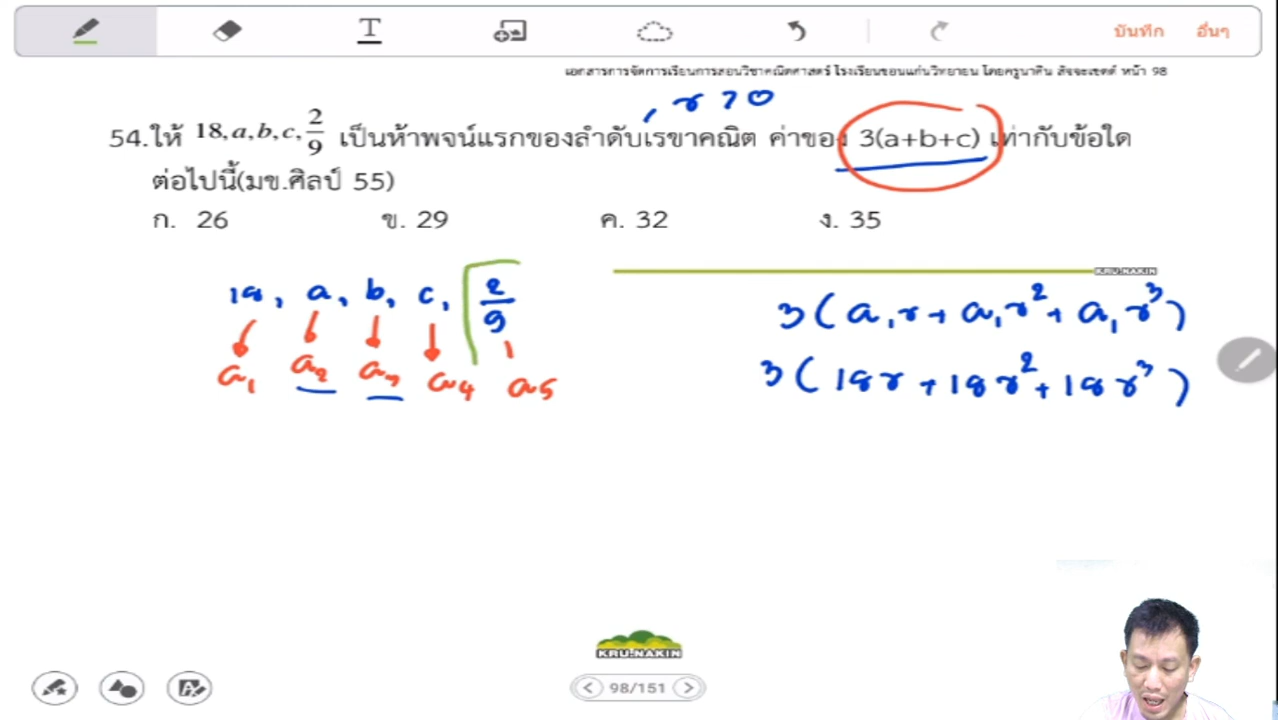 T บันทึก อื่นๆ
เอกสารการจัดการเรียนการสอนวิชาคณิตศาสตร์ โรงเรียนขอนแก่นวิทยายน โดยครูนาคิน สัจจะเขตต์ หน้า 98
, r > 0
54.ให้ 18,a,b,c,2/9 เป็นห้าพจน์แรกของลำดับเรขาคณิต ค่าของ 3(a+b+c) เท่ากับข้อใด
ต่อไปนี้(มข.ศิลป์ 55)
ก. 26 ข. 29 ค. 32 ง. 35
KRU.NAKIN
18, a, b, c, 2/9
a₁ a₂ a₃ a₄ a₅
3(a₁r + a₁r² + a₁r³)
3(18r + 18r² + 18r³)
KRU.NAKIN
98/151